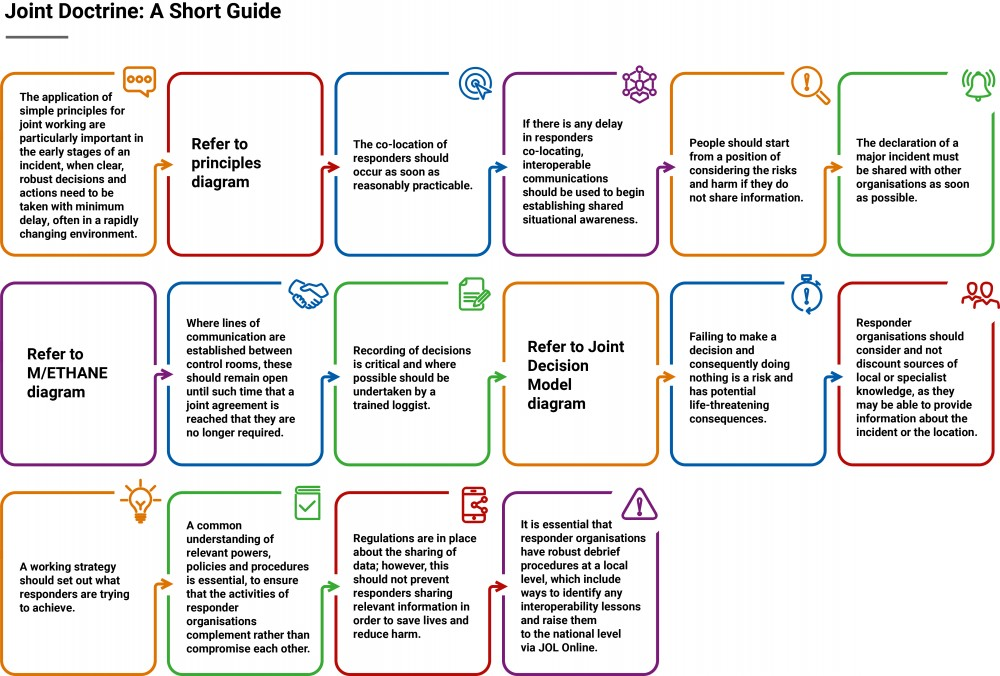 Joint Doctrine: A Short Guide
The application of
simple principles for
joint working are
particularly important in
the early stages of an
incident, when clear,
robust decisions and
actions need to be
taken with minimum
delay, often in a rapidly
changing environment.
Refer to
principles
diagram
The co-location of
responders should
occur as soon as
reasonably practicable.
If there is any delay
in responders
co-locating,
interoperable
communications
should be used to begin
establishing shared
situational awareness.
People should start
from a position of
considering the risks
and harm if they do
not share information.
The declaration of a
major incident must
be shared with other
organisations as soon
as possible.
Refer to
M/ETHANE
diagram
Where lines of
communication are
established between
control rooms, these
should remain open
until such time that a
joint agreement is
reached that they are
no longer required.
Recording of decisions
is critical and where
possible should be
undertaken by a
trained loggist.
Refer to Joint
Decision
Model
diagram
Failing to make a
decision and
consequently doing
nothing is a risk and
has potential
life-threatening
consequences.
Responder
organisations should
consider and not
discount sources of
local or specialist
knowledge, as they
may be able to provide
information about the
incident or the location.
A working strategy
should set out what
responders are trying
to achieve.
A common
understanding of
relevant powers,
policies and procedures
is essential, to ensure
that the activities of
responder
organisations
complement rather than
compromise each other.
Regulations are in place
about the sharing of
data; however, this
should not prevent
responders sharing
relevant information in
order to save lives and
reduce harm.
It is essential that
responder organisations
have robust debrief
procedures at a local
level, which include
ways to identify any
interoperability lessons
and raise them
to the national level
via JOL Online.